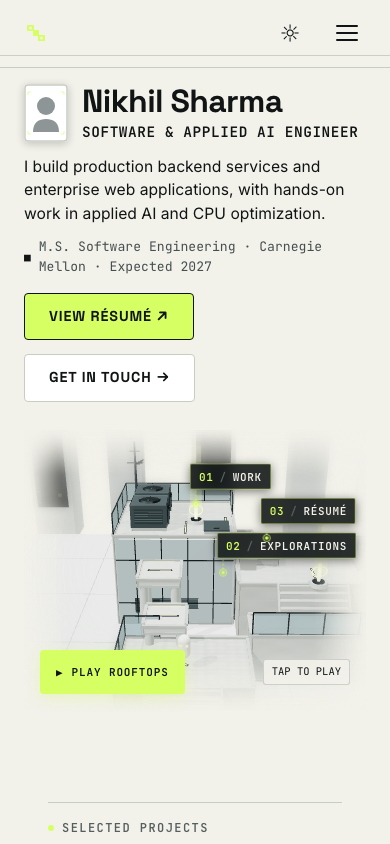 Nikhil Sharma
SOFTWARE & APPLIED AI ENGINEER
I build production backend services and
enterprise web applications, with hands-on
work in applied AI and CPU optimization.
M.S. Software Engineering · Carnegie
Mellon · Expected 2027
VIEW RÉSUMÉ ↗
GET IN TOUCH →
01 / WORK
03 / RÉSUMÉ
02 / EXPLORATIONS
▶ PLAY ROOFTOPS
TAP TO PLAY
SELECTED PROJECTS